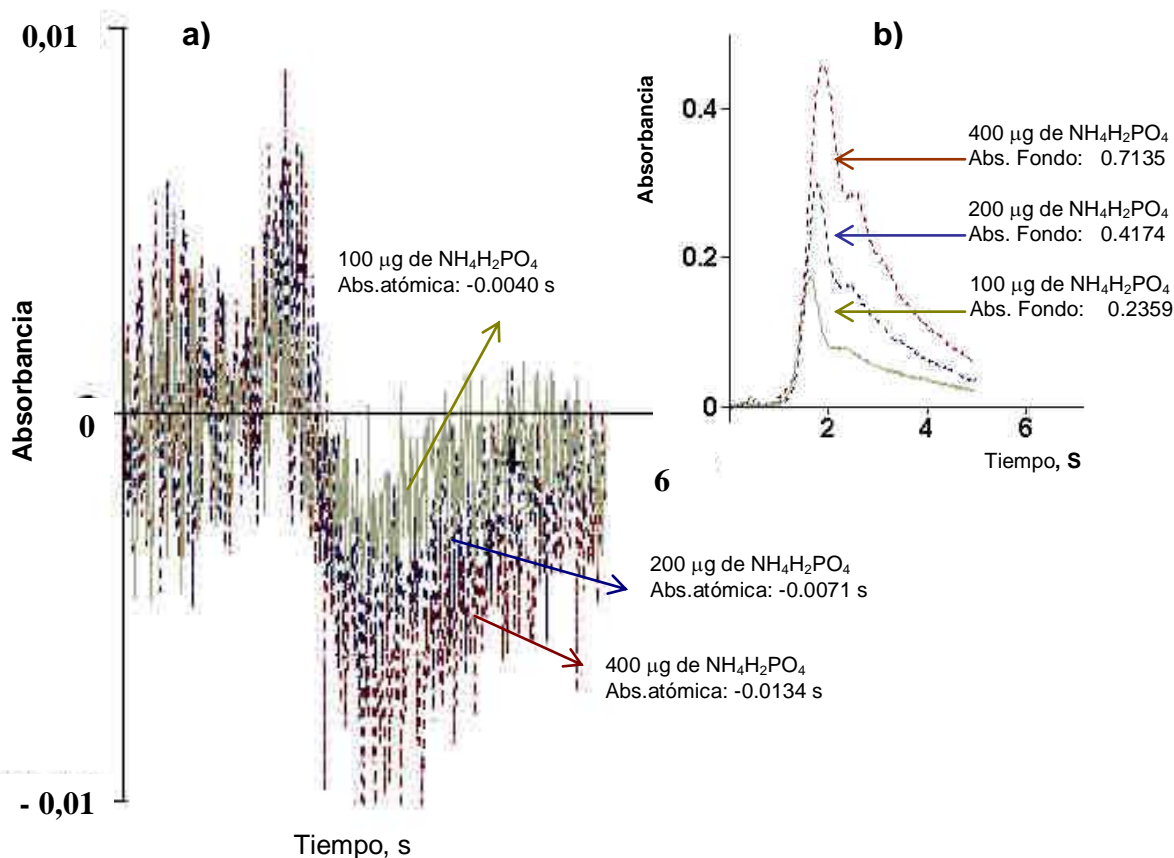 a)
0,01
0
- 0,01
Absorbancia
Tiempo, s
6
100 µg de NH₄H₂PO₄
Abs.atómica: -0.0040 s
200 µg de NH₄H₂PO₄
Abs.atómica: -0.0071 s
400 µg de NH₄H₂PO₄
Abs.atómica: -0.0134 s
b)
Absorbancia
0.4
0.2
0
2
4
6
Tiempo, S
400 µg de NH₄H₂PO₄
Abs. Fondo: 0.7135
200 µg de NH₄H₂PO₄
Abs. Fondo: 0.4174
100 µg de NH₄H₂PO₄
Abs. Fondo: 0.2359